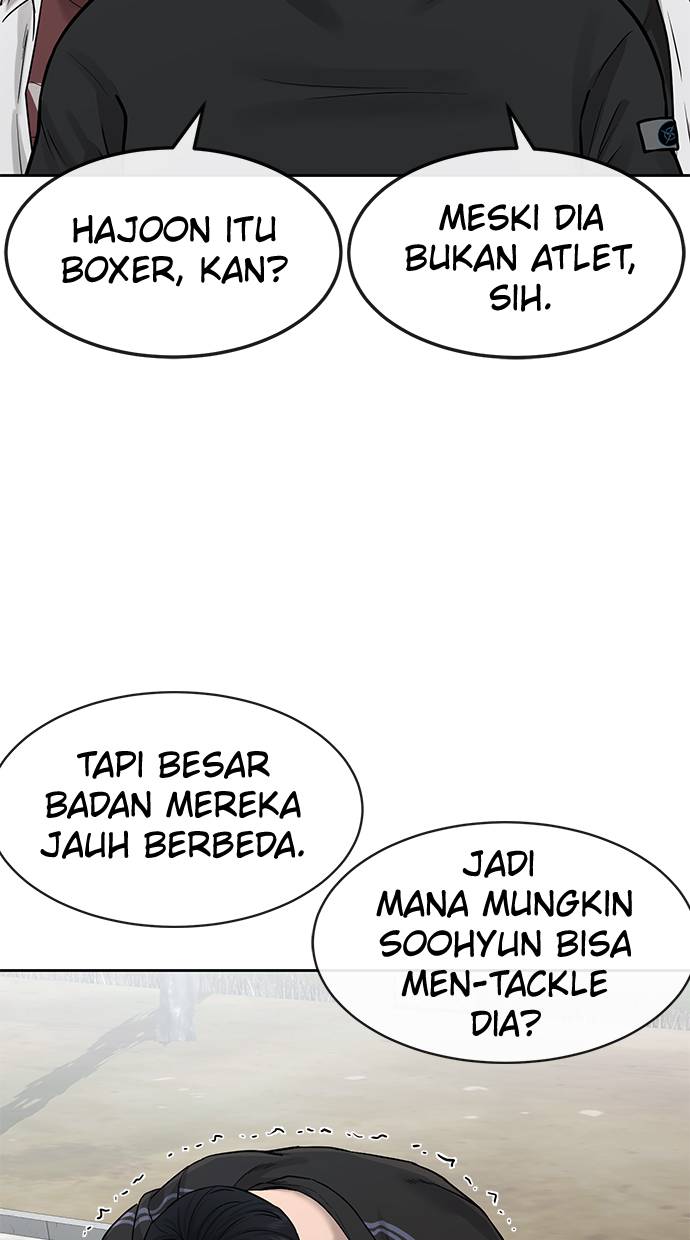 HAJOON ITU
BOXER, KAN?
MESKI DIA
BUKAN ATLET,
SIH.
TAPI BESAR
BADAN MEREKA
JAUH BERBEDA.
JADI
MANA MUNGKIN
SOOHYUN BISA
MEN-TACKLE
DIA?